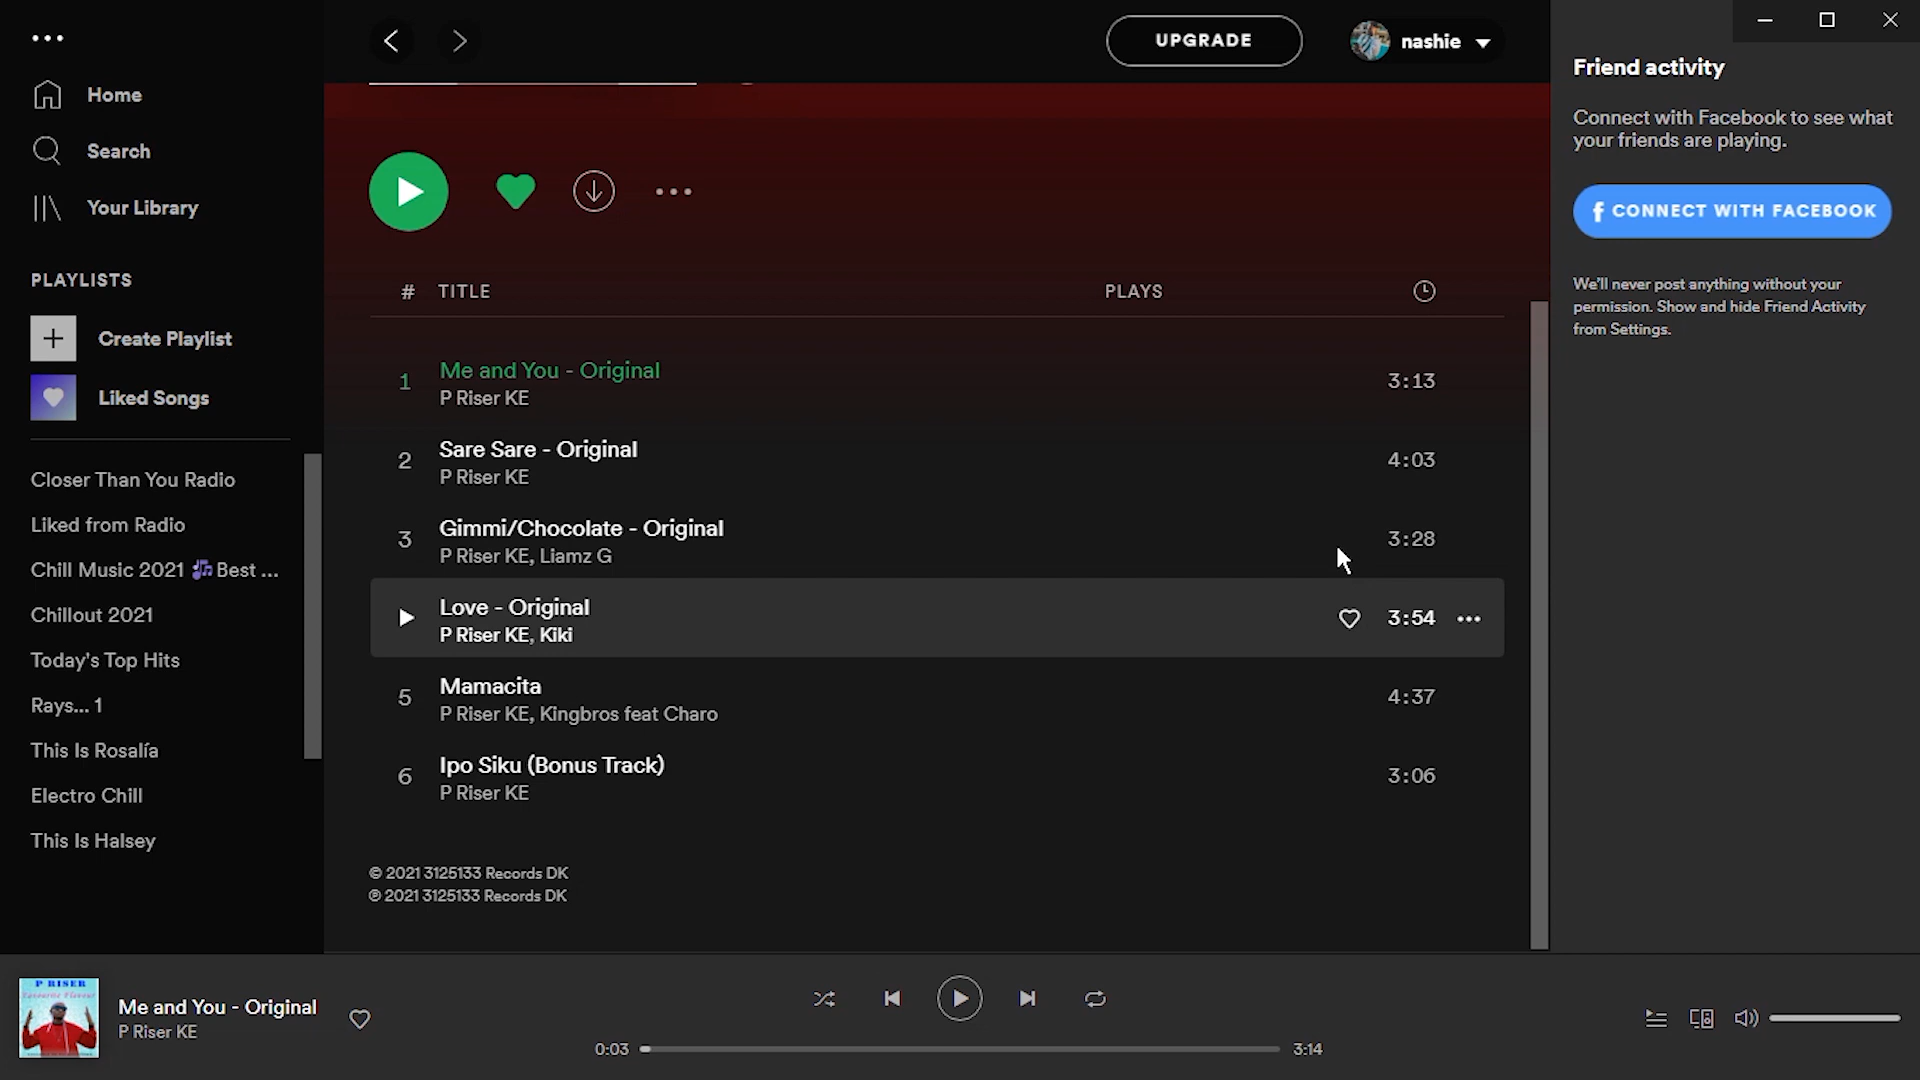 Home
Search
Your Library
PLAYLISTS
Create Playlist
Liked Songs
Closer Than You Radio
Liked from Radio
Chill Music 2021 🎶Best ...
Chillout 2021
Today's Top Hits
Rays... 1
This Is Rosalía
Electro Chill
This Is Halsey
UPGRADE
nashie
# TITLE PLAYS
1 Me and You - Original 3:13
P Riser KE
2 Sare Sare - Original 4:03
P Riser KE
3 Gimmi/Chocolate - Original 3:28
P Riser KE, Liamz G
Love - Original 3:54
P Riser KE, Kiki
5 Mamacita 4:37
P Riser KE, Kingbros feat Charo
6 Ipo Siku (Bonus Track) 3:06
P Riser KE
© 2021 3125133 Records DK
℗ 2021 3125133 Records DK
Friend activity
Connect with Facebook to see what
your friends are playing.
f CONNECT WITH FACEBOOK
We'll never post anything without your
permission. Show and hide Friend Activity
from Settings.
P RISER
Favourite Flavour
Me and You - Original
P Riser KE
0:03
3:14